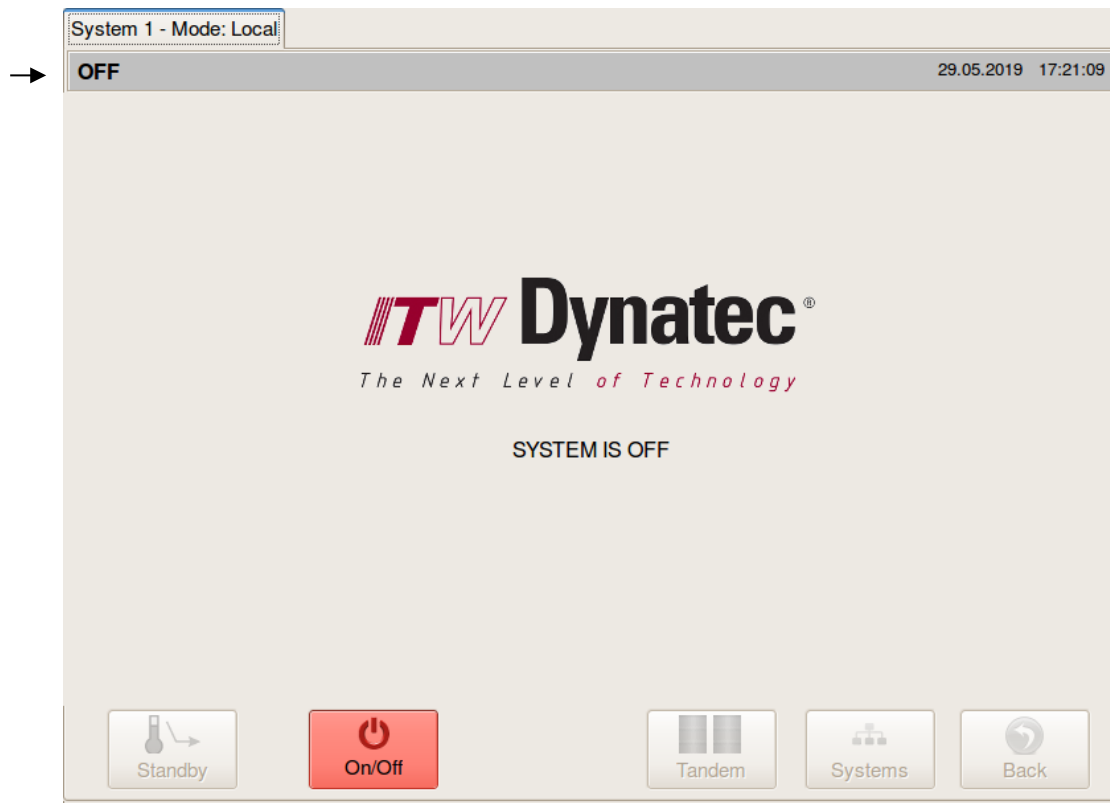 System 1 - Mode: Local
OFF 29.05.2019 17:21:09
ITW Dynatec®
The Next Level of Technology
SYSTEM IS OFF
Standby On/Off Tandem Systems Back